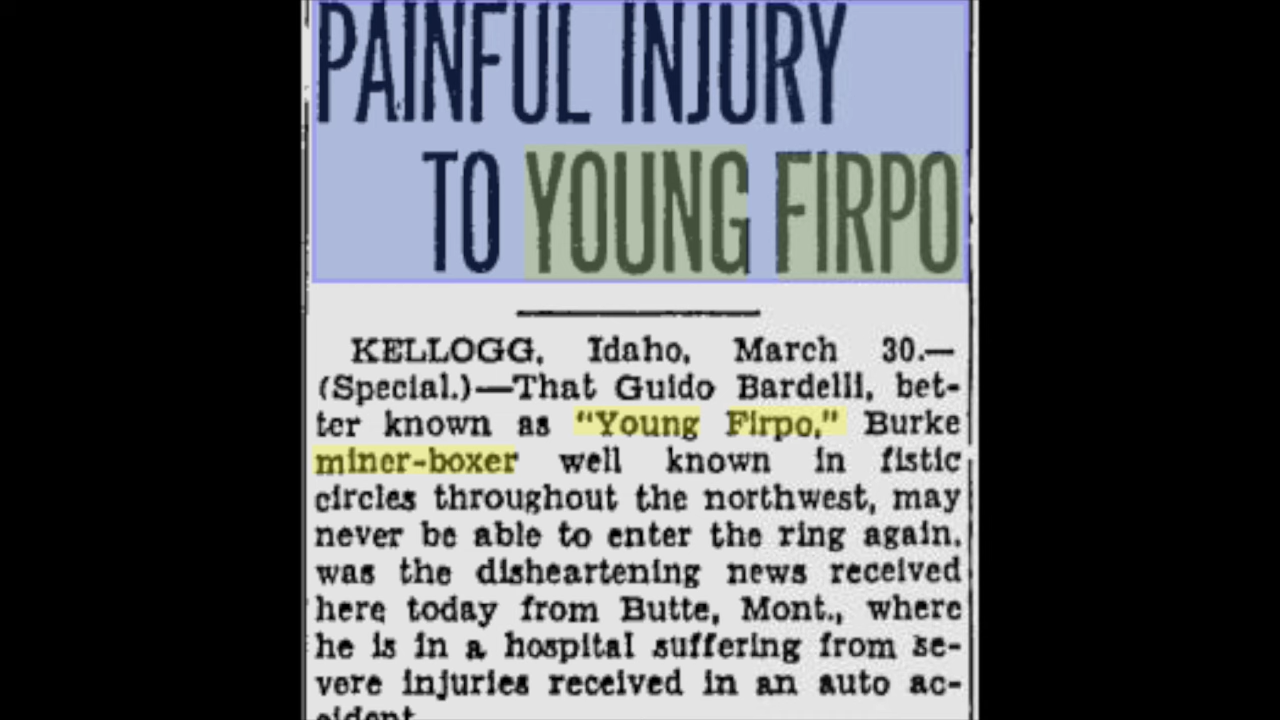 PAINFUL INJURY
TO YOUNG FIRPO
KELLOGG, Idaho, March 30.—
(Special.)—That Guido Bardelli, bet-
ter known as "Young Firpo," Burke
miner-boxer well known in fistic
circles throughout the northwest, may
never be able to enter the ring again,
was the disheartening news received
here today from Butte, Mont., where
he is in a hospital suffering from se-
vere injuries received in an auto ac-
cident